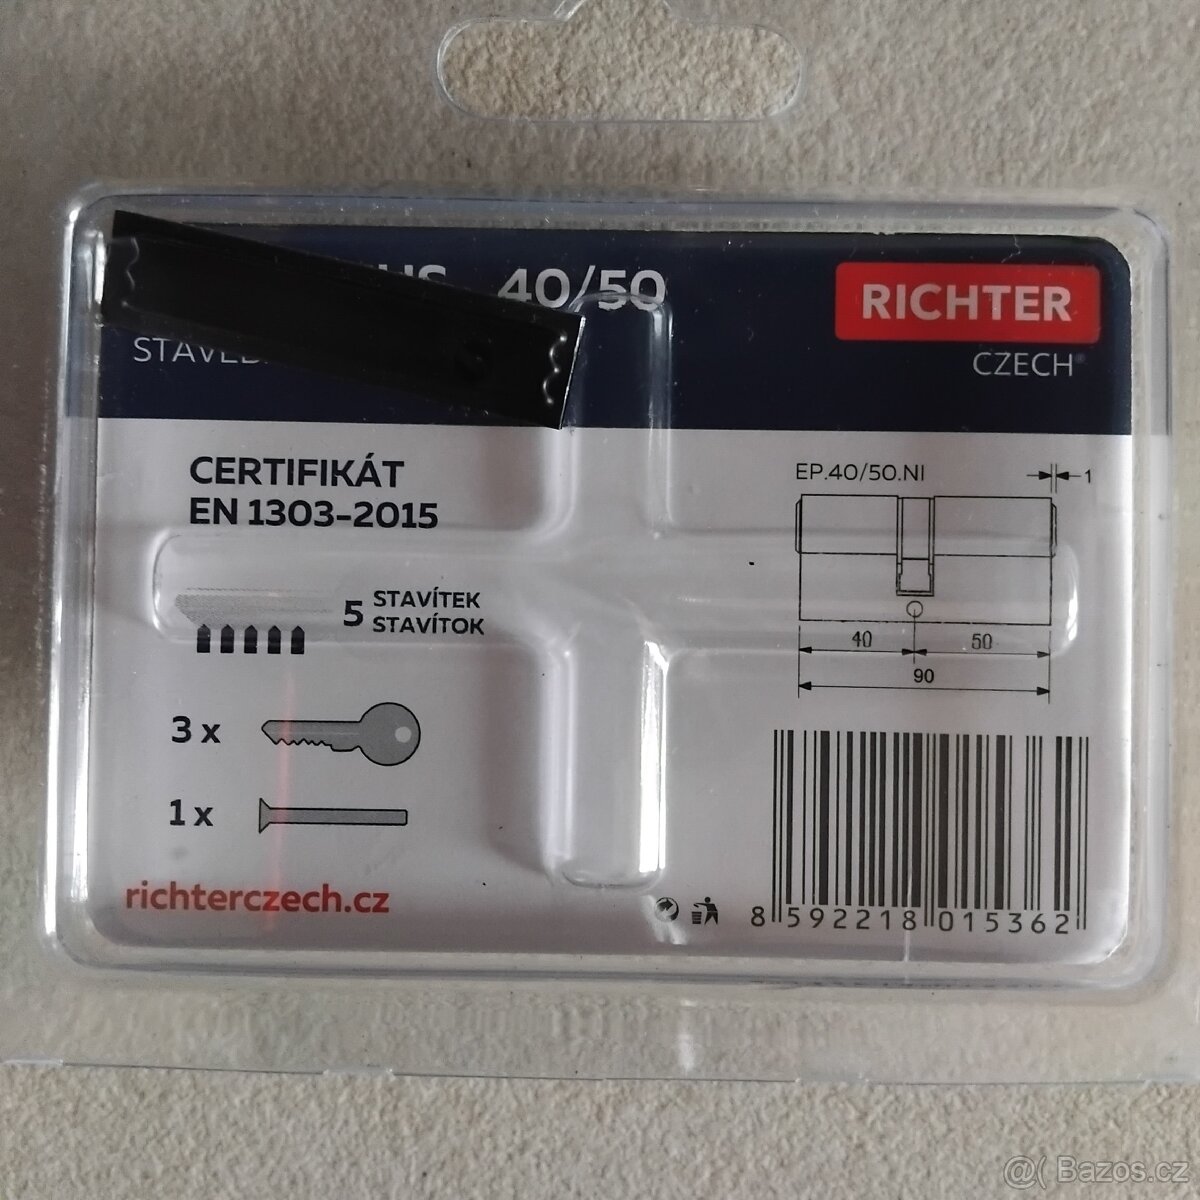 40/50
RICHTER
CZECH®
CERTIFIKÁT
EN 1303-2015
5 STAVÍTEK
STAVÍTOK
3 x
1 x
richterczech.cz
EP.40/50.NI
1
40 50
90
8 592218 015362
@( Bazos.cz